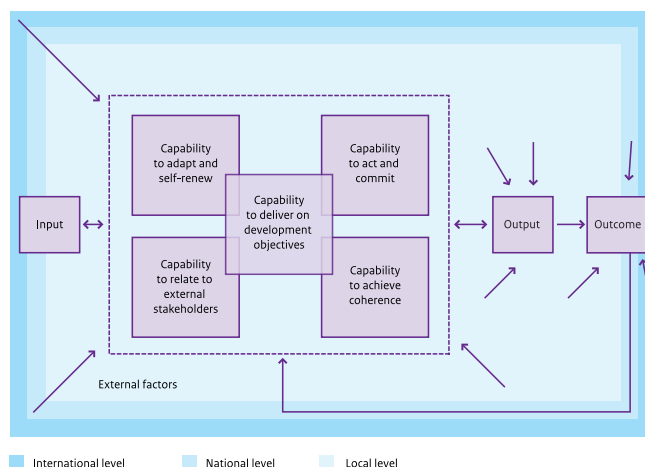 Capability
to adapt and
self-renew
Capability
to act and
commit
Capability
to deliver on
development
objectives
Input
Output
Outcome
Capability
to relate to
external
stakeholders
Capability
to achieve
coherence
External factors
International level
National level
Local level